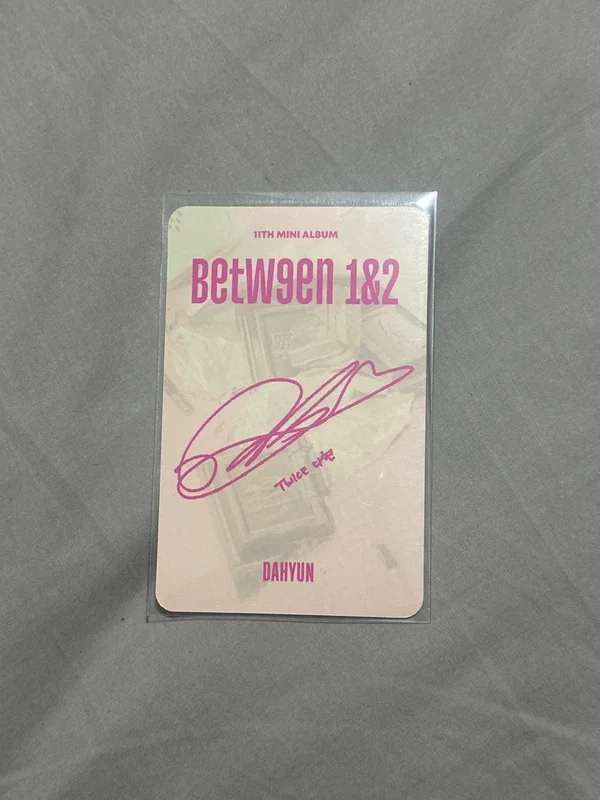 11TH MINI ALBUM
BetW9en 1&2
TWICE 다현
DAHYUN